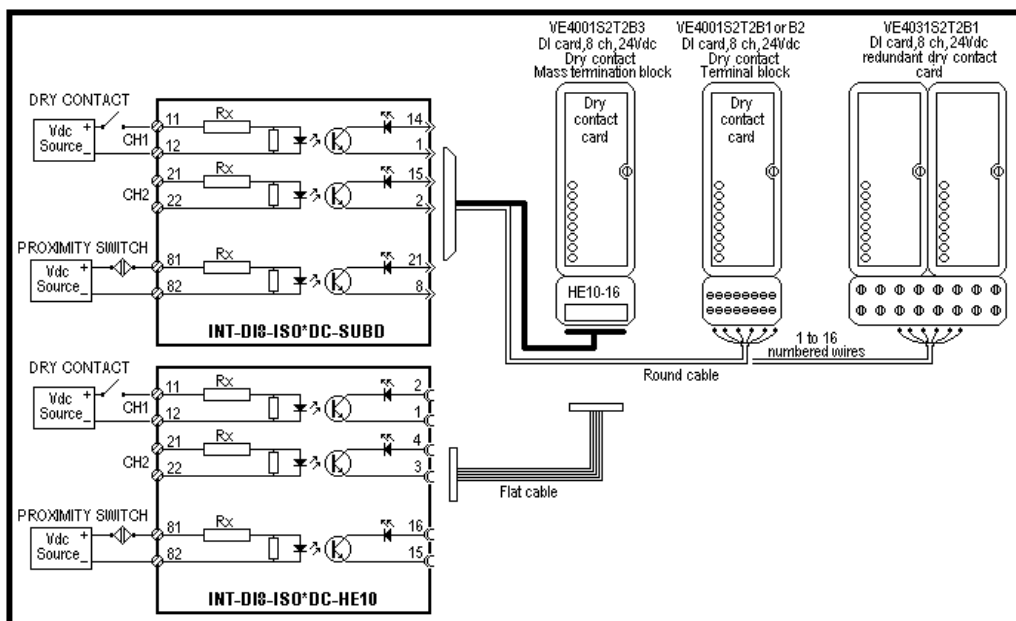 VE4001S2T2B3
DI card,8 ch,24Vdc
Dry contact
Mass termination block
VE4001S2T2B1 or B2
DI card,8 ch,24Vdc
Dry contact
Terminal block
VE4031S2T2B1
DI card,8 ch,24Vdc
redundant dry contact
card
Dry
contact
card
Dry
contact
card
HE10-16
1 to 16
numbered wires
Round cable
DRY CONTACT
Vdc
Source
+
-
CH1
11
12
Rx
14
1
CH2
21
22
Rx
15
2
PROXIMITY SWITCH
Vdc
Source
+
-
81
82
Rx
21
8
INT-DI8-ISO*DC-SUBD
DRY CONTACT
Vdc
Source
+
-
CH1
11
12
Rx
2
1
CH2
21
22
Rx
4
3
Flat cable
PROXIMITY SWITCH
Vdc
Source
+
-
81
82
Rx
16
15
INT-DI8-ISO*DC-HE10